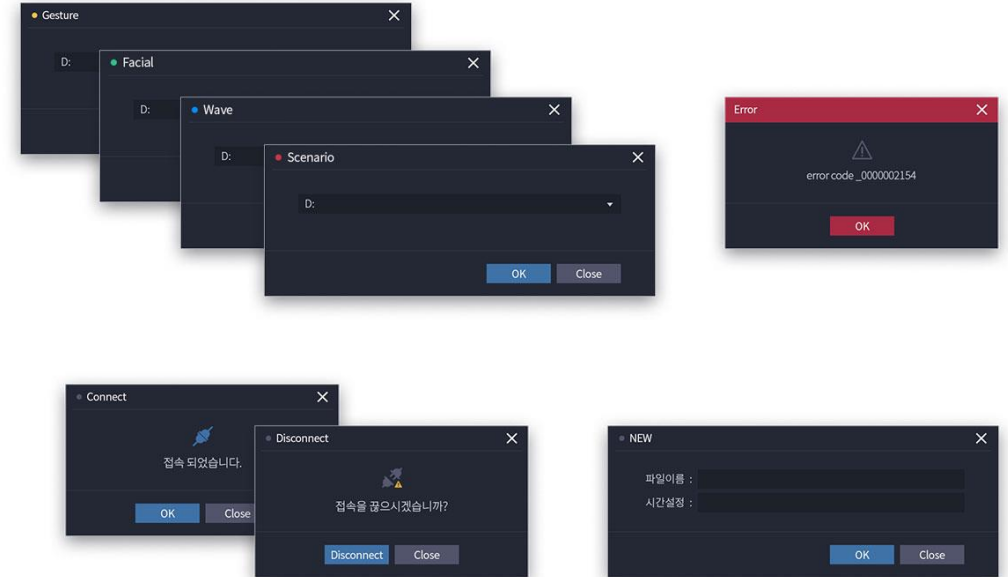 Gesture
D:
Facial
D:
Wave
D:
Scenario
D:
OK Close
Error
error code _0000002154
OK
Connect
접속 되었습니다.
OK Close
Disconnect
접속을 끊으시겠습니까?
Disconnect Close
NEW
파일이름 :
시간설정 :
OK Close